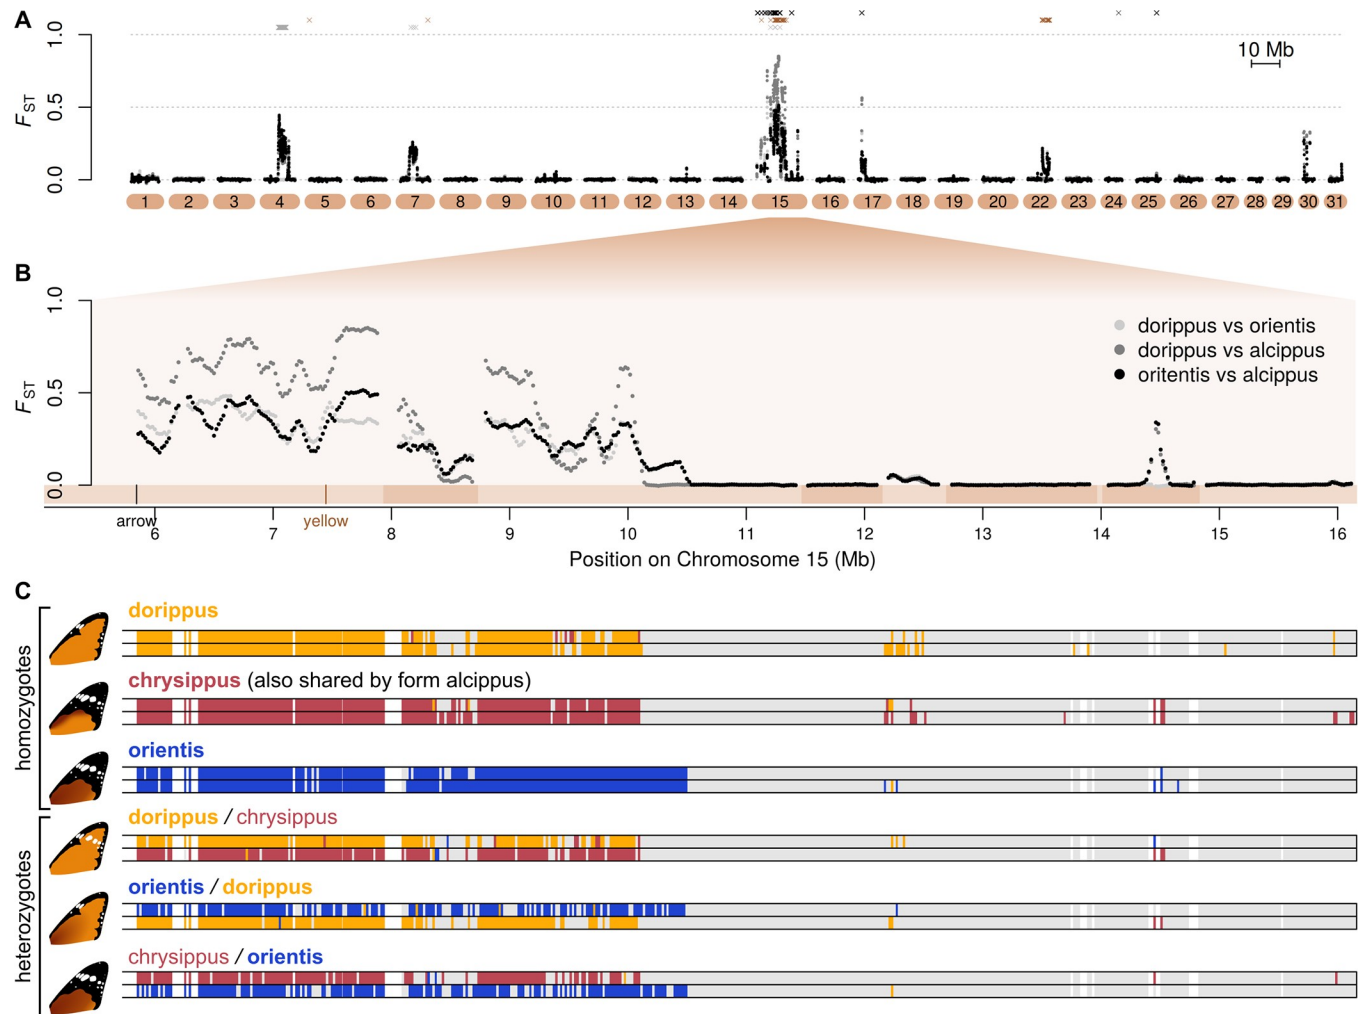 A
1.0
0.5
0.0
FST
10 Mb
1 2 3 4 5 6 7 8 9 10 11 12 13 14 15 16 17 18 19 20 22 23 24 25 26 27 28 29 30 31
B
1.0
0.5
0.0
FST
dorippus vs orientis
dorippus vs alcippus
oritentis vs alcippus
arrow
yellow
6 7 8 9 10 11 12 13 14 15 16
Position on Chromosome 15 (Mb)
C
homozygotes
dorippus
chrysippus (also shared by form alcippus)
orientis
heterozygotes
dorippus / chrysippus
orientis / dorippus
chrysippus / orientis